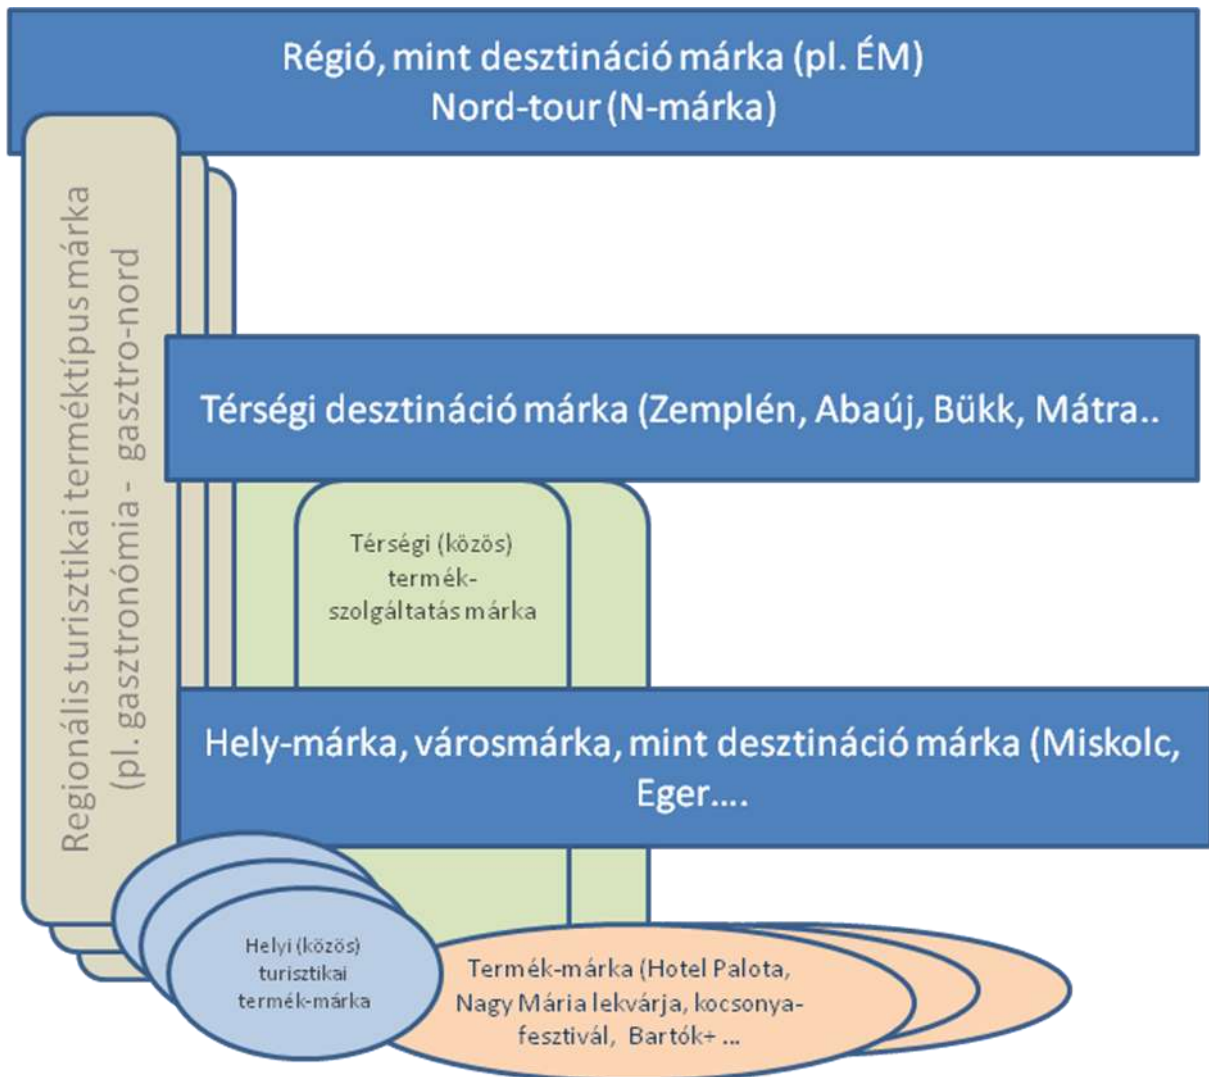 Régió, mint desztináció márka (pl. ÉM)
Nord-tour (N-márka)
Regionális turisztikai terméktípus márka
(pl. gasztronómia - gasztro-nord
Térségi desztináció márka (Zemplén, Abaúj, Bükk, Mátra..
Térségi (közös)
termék-
szolgáltatás márka
Hely-márka, városmárka, mint desztináció márka (Miskolc,
Eger....
Helyi (közös)
turisztikai
termék-márka
Termék-márka (Hotel Palota,
Nagy Mária lekvárja, kocsonya-
fesztivál, Bartók+ ...